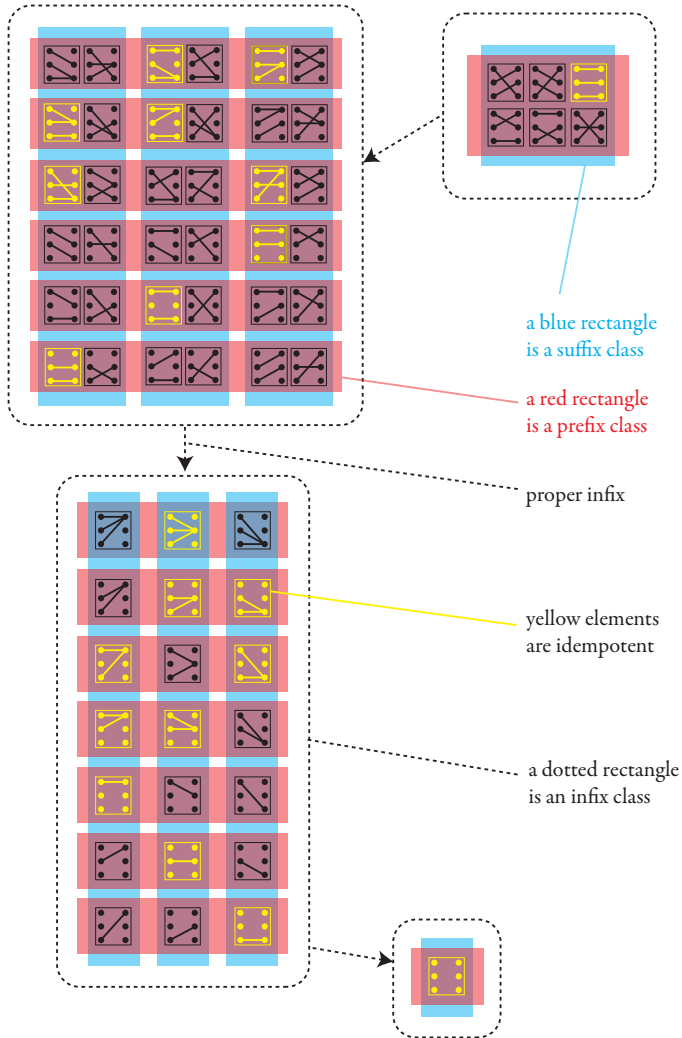 a blue rectangle
is a suffix class
a red rectangle
is a prefix class
proper infix
yellow elements
are idempotent
a dotted rectangle
is an infix class